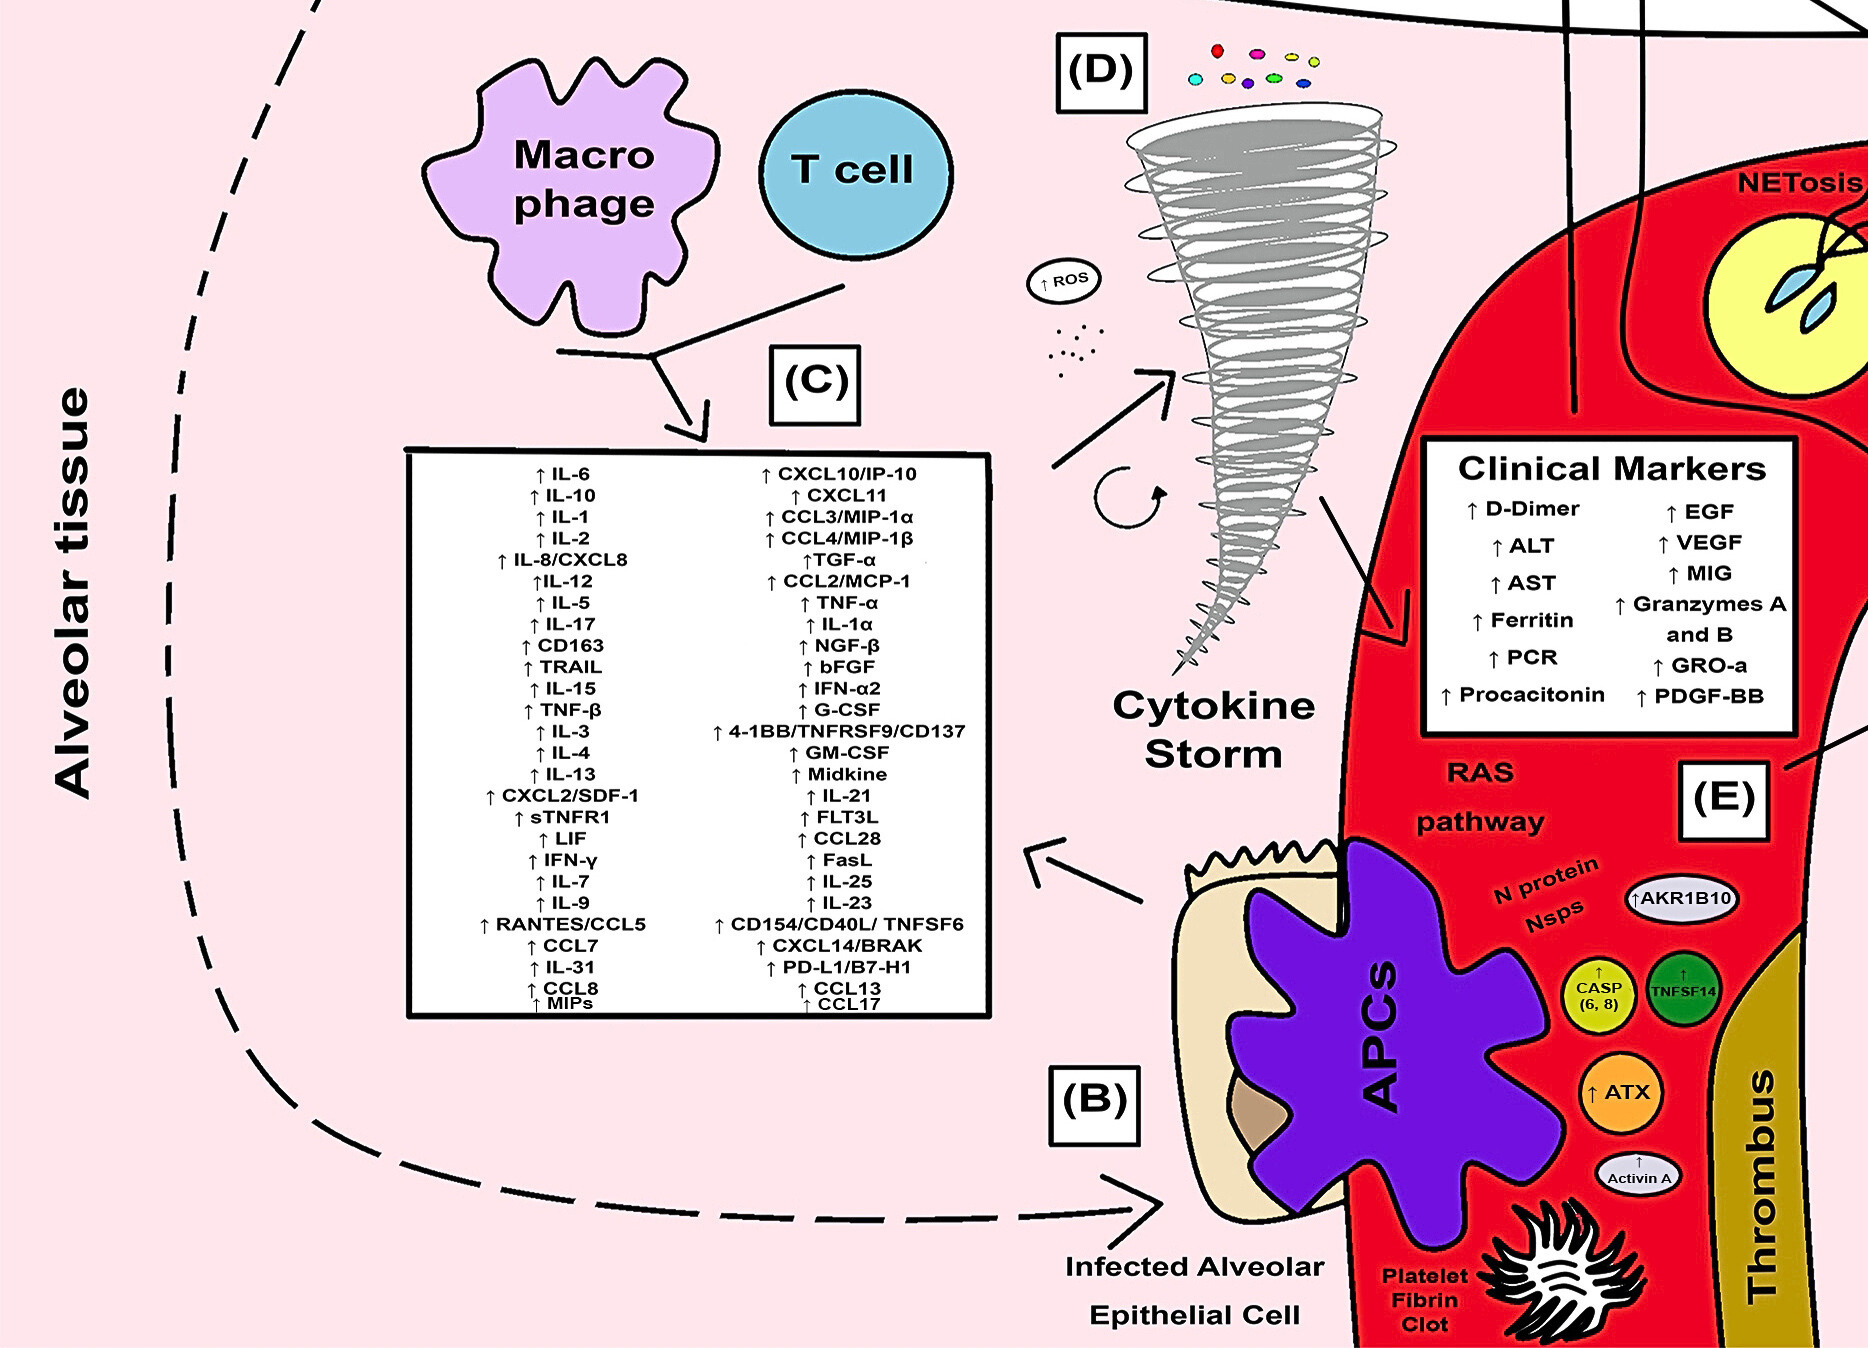 (D)
Macro
phage
T cell
NETosis
↑ ROS
(C)
↑ IL-6
↑ IL-10
↑ IL-1
↑ IL-2
↑ IL-8/CXCL8
↑IL-12
↑ IL-5
↑ IL-17
↑ CD163
↑ TRAIL
↑ IL-15
↑ TNF-β
↑ IL-3
↑ IL-4
↑ IL-13
↑ CXCL2/SDF-1
↑ sTNFR1
↑ LIF
↑ IFN-γ
↑ IL-7
↑ IL-9
↑ RANTES/CCL5
↑ CCL7
↑ IL-31
↑ CCL8
↑ MIPs
↑ CXCL10/IP-10
↑ CXCL11
↑ CCL3/MIP-1α
↑ CCL4/MIP-1β
↑TGF-α
↑ CCL2/MCP-1
↑ TNF-α
↑ IL-1α
↑ NGF-β
↑ bFGF
↑ IFN-α2
↑ G-CSF
↑ 4-1BB/TNFRSF9/CD137
↑ GM-CSF
↑ Midkine
↑ IL-21
↑ FLT3L
↑ CCL28
↑ FasL
↑ IL-25
↑ IL-23
↑ CD154/CD40L/ TNFSF6
↑ CXCL14/BRAK
↑ PD-L1/B7-H1
↑ CCL13
↑ CCL17
Alveolar tissue
Cytokine
Storm
Clinical Markers
↑ D-Dimer
↑ ALT
↑ AST
↑ Ferritin
↑ PCR
↑ Procacitonin
↑ EGF
↑ VEGF
↑ MIG
↑ Granzymes A
and B
↑ GRO-a
↑ PDGF-BB
RAS
pathway
(E)
N protein
Nsps
↑AKR1B10
↑
CASP
(6, 8)
↑
TNFSF14
↑ ATX
↑
Activin A
APCs
(B)
Thrombus
Infected Alveolar
Epithelial Cell
Platelet
Fibrin
Clot